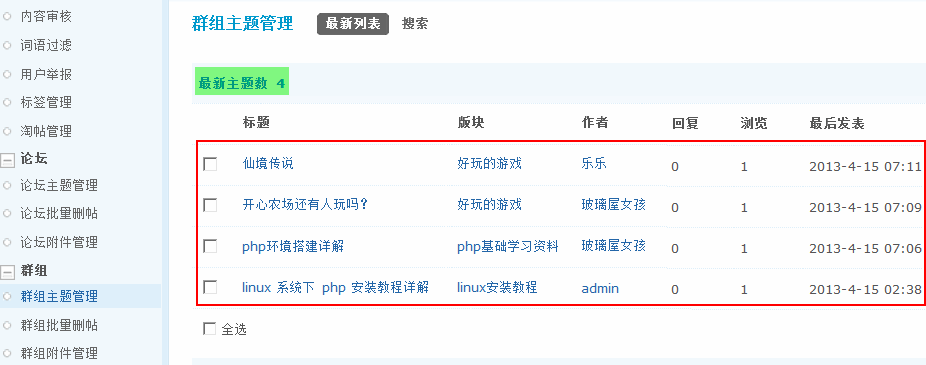 内容审核
词语过滤
用户举报
标签管理
淘帖管理
论坛
论坛主题管理
论坛批量删帖
论坛附件管理
群组
群组主题管理
群组批量删帖
群组附件管理
群组主题管理 最新列表 搜索
最新主题数 4
标题 版块 作者 回复 浏览 最后发表
仙境传说 好玩的游戏 乐乐 0 1 2013-4-15 07:11
开心农场还有人玩吗? 好玩的游戏 玻璃屋女孩 0 1 2013-4-15 07:09
php环境搭建详解 php基础学习资料 玻璃屋女孩 0 1 2013-4-15 07:06
linux 系统下 php 安装教程详解 linux安装教程 admin 0 1 2013-4-15 02:38
全选